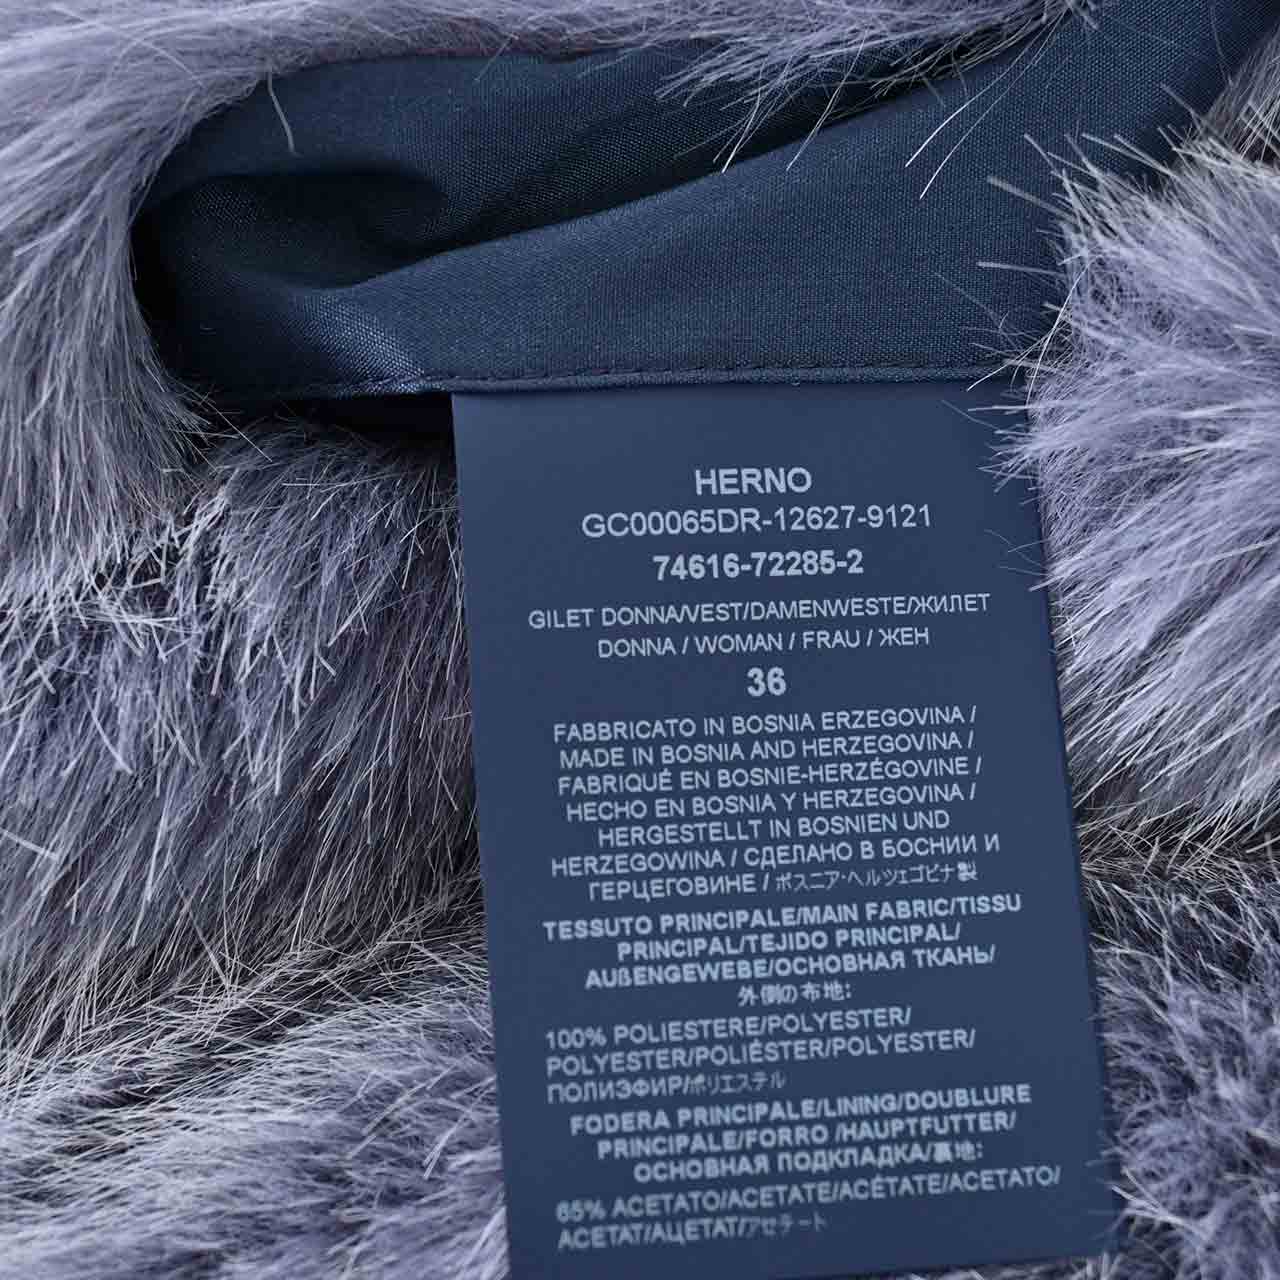 HERNO
GC00065DR-12627-9121
74616-72285-2
GILET DONNA/VEST/DAMENWESTE/ЖИЛЕТ
DONNA / WOMAN / FRAU / ЖЕН
36
FABBRICATO IN BOSNIA ERZEGOVINA /
MADE IN BOSNIA AND HERZEGOVINA /
FABRIQUÉ EN BOSNIE-HERZÉGOVINE /
HECHO EN BOSNIA Y HERZEGOVINA /
HERGESTELLT IN BOSNIEN UND
HERZEGOWINA / СДЕЛАНО В БОСНИИ И
ГЕРЦЕГОВИНЕ / ボスニア・ヘルツェゴビナ製
TESSUTO PRINCIPALE/MAIN FABRIC/TISSU
PRINCIPAL/TEJIDO PRINCIPAL/
AUßENGEWEBE/ОСНОВНАЯ ТКАНЬ/
外側の布地:
100% POLIESTERE/POLYESTER/
POLYESTER/POLIÉSTER/POLYESTER/
ПОЛИЭФИР/ポリエステル
FODERA PRINCIPALE/LINING/DOUBLURE
PRINCIPALE/FORRO /HAUPTFUTTER/
ОСНОВНАЯ ПОДКЛАДКА/裏地:
65% ACETATO/ACETATE/ACÉTATE/ACETATO/
ACETAT/АЦЕТАТ/アセテート